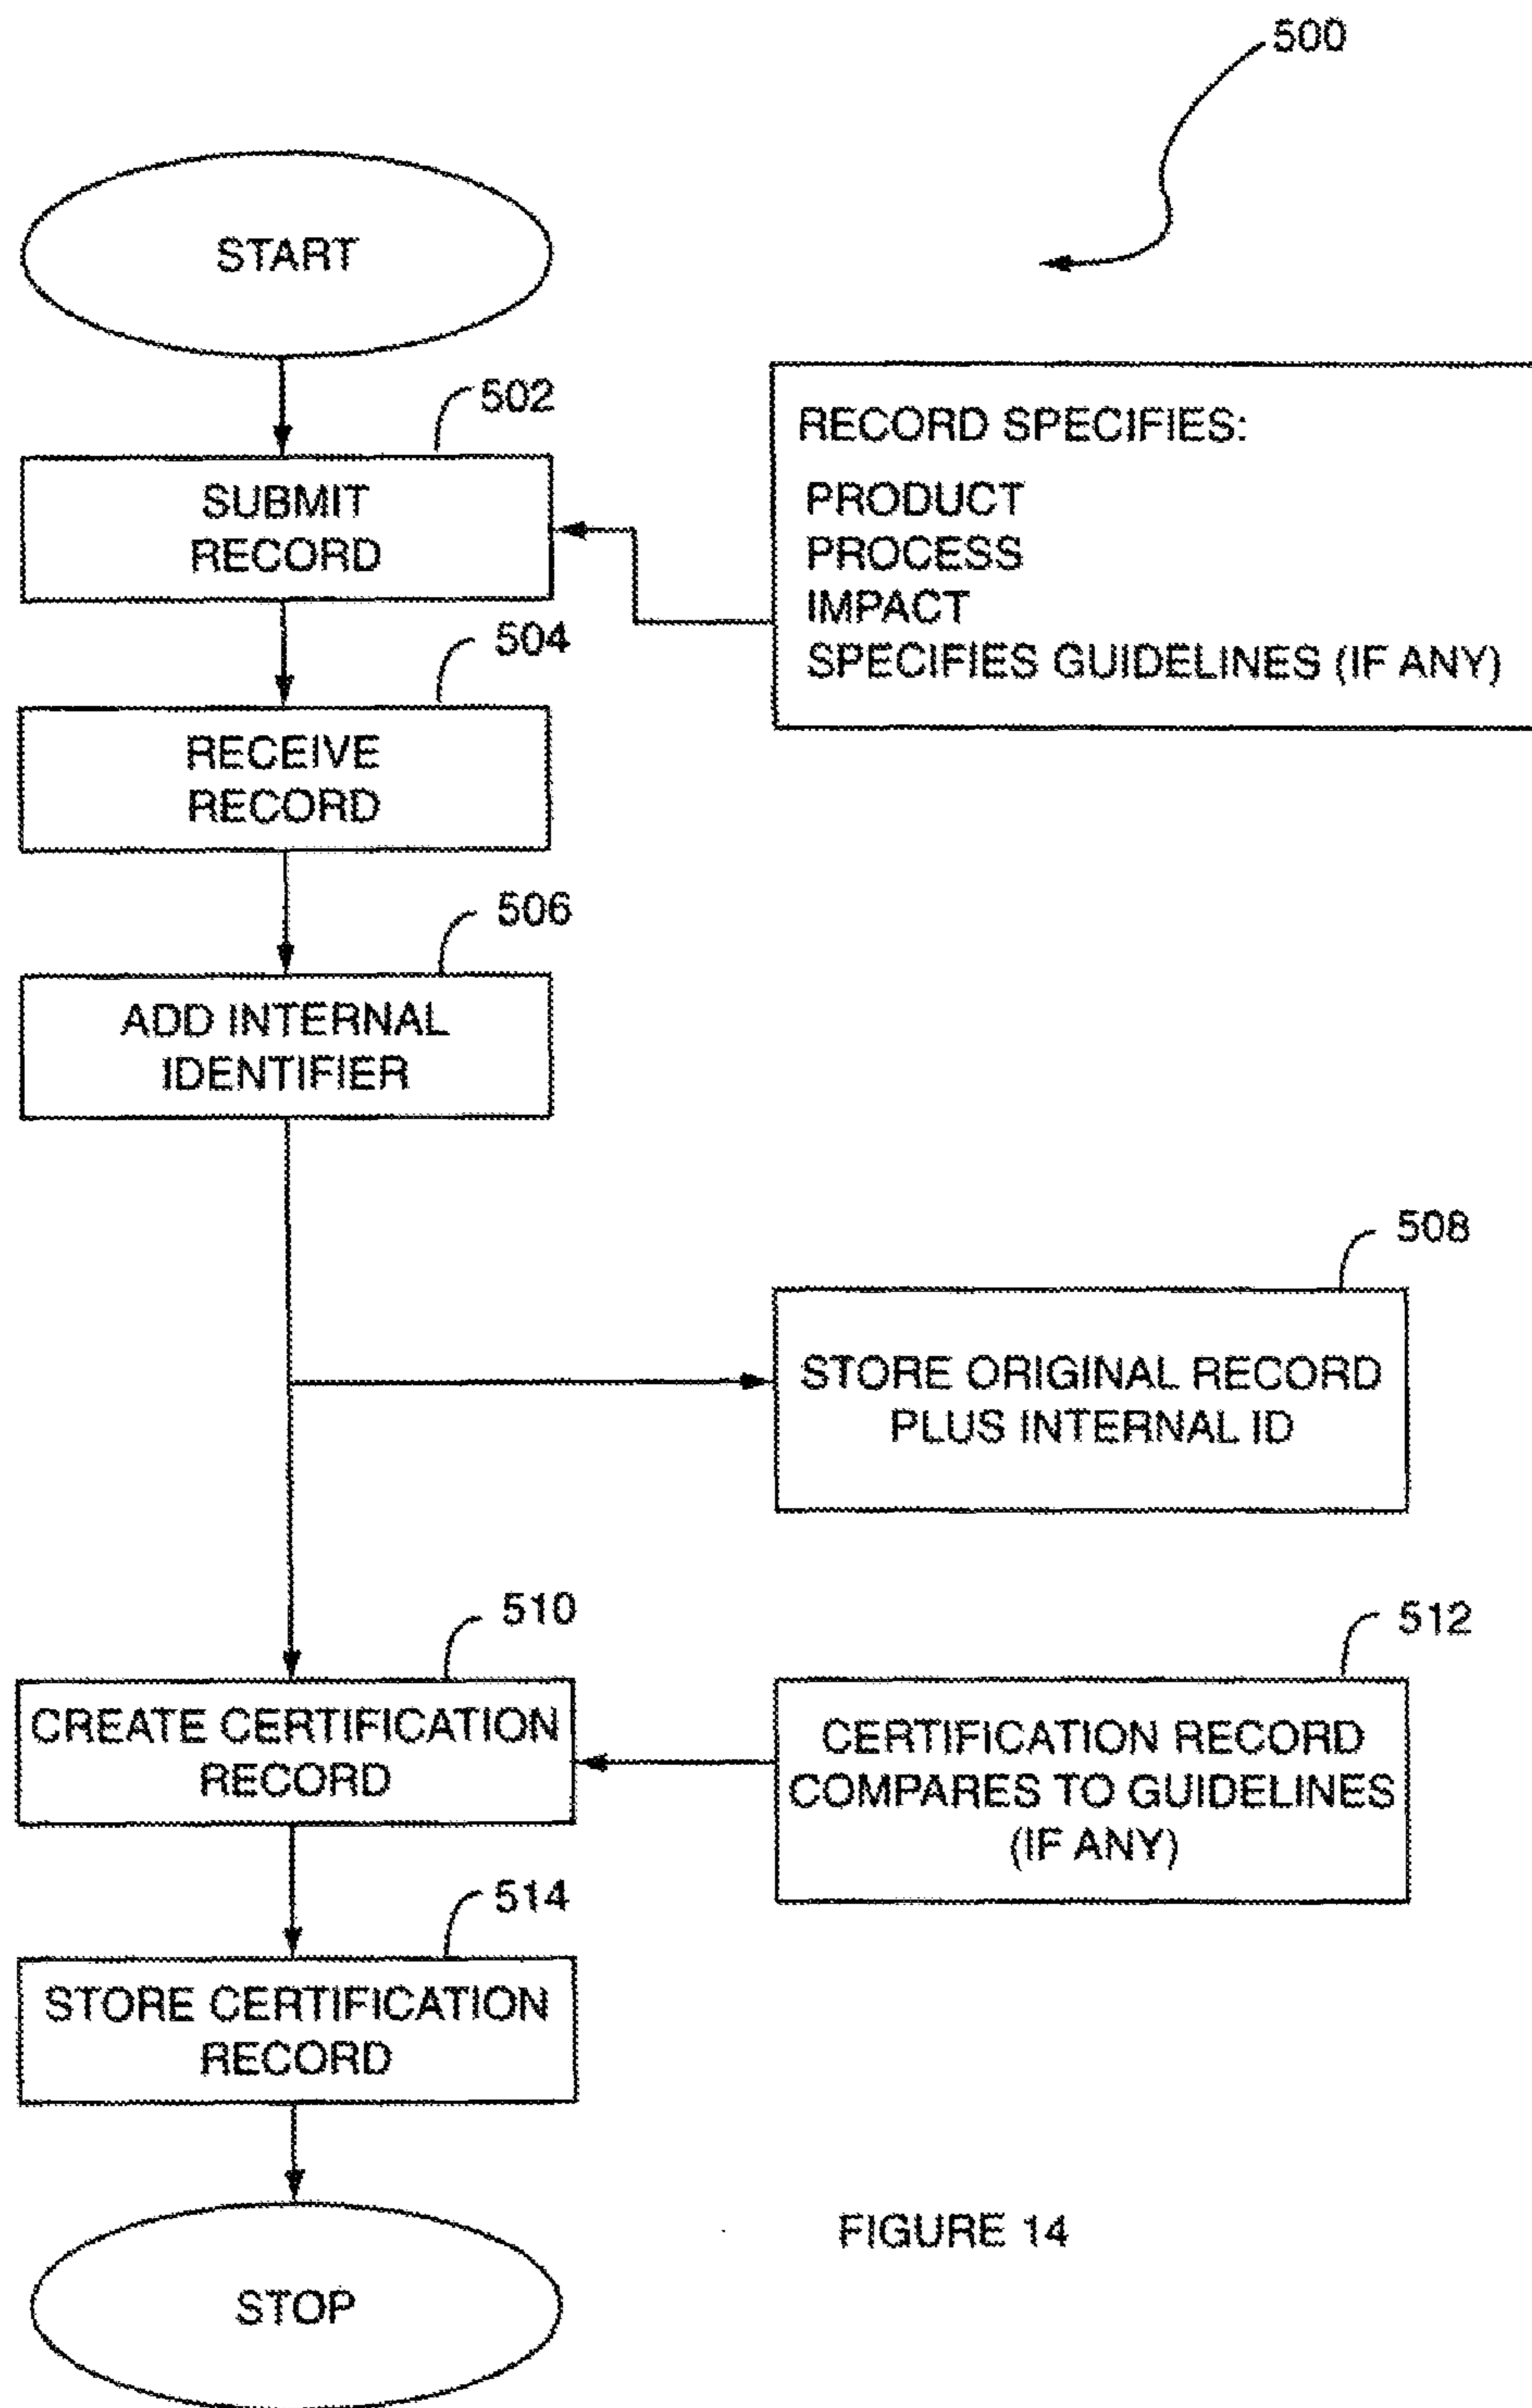 500
START
502
SUBMIT
RECORD
RECORD SPECIFIES:
PRODUCT
PROCESS
IMPACT
SPECIFIES GUIDELINES (IF ANY)
504
RECEIVE
RECORD
506
ADD INTERNAL
IDENTIFIER
508
STORE ORIGINAL RECORD
PLUS INTERNAL ID
510
CREATE CERTIFICATION
RECORD
512
CERTIFICATION RECORD
COMPARES TO GUIDELINES
(IF ANY)
514
STORE CERTIFICATION
RECORD
STOP
FIGURE 14